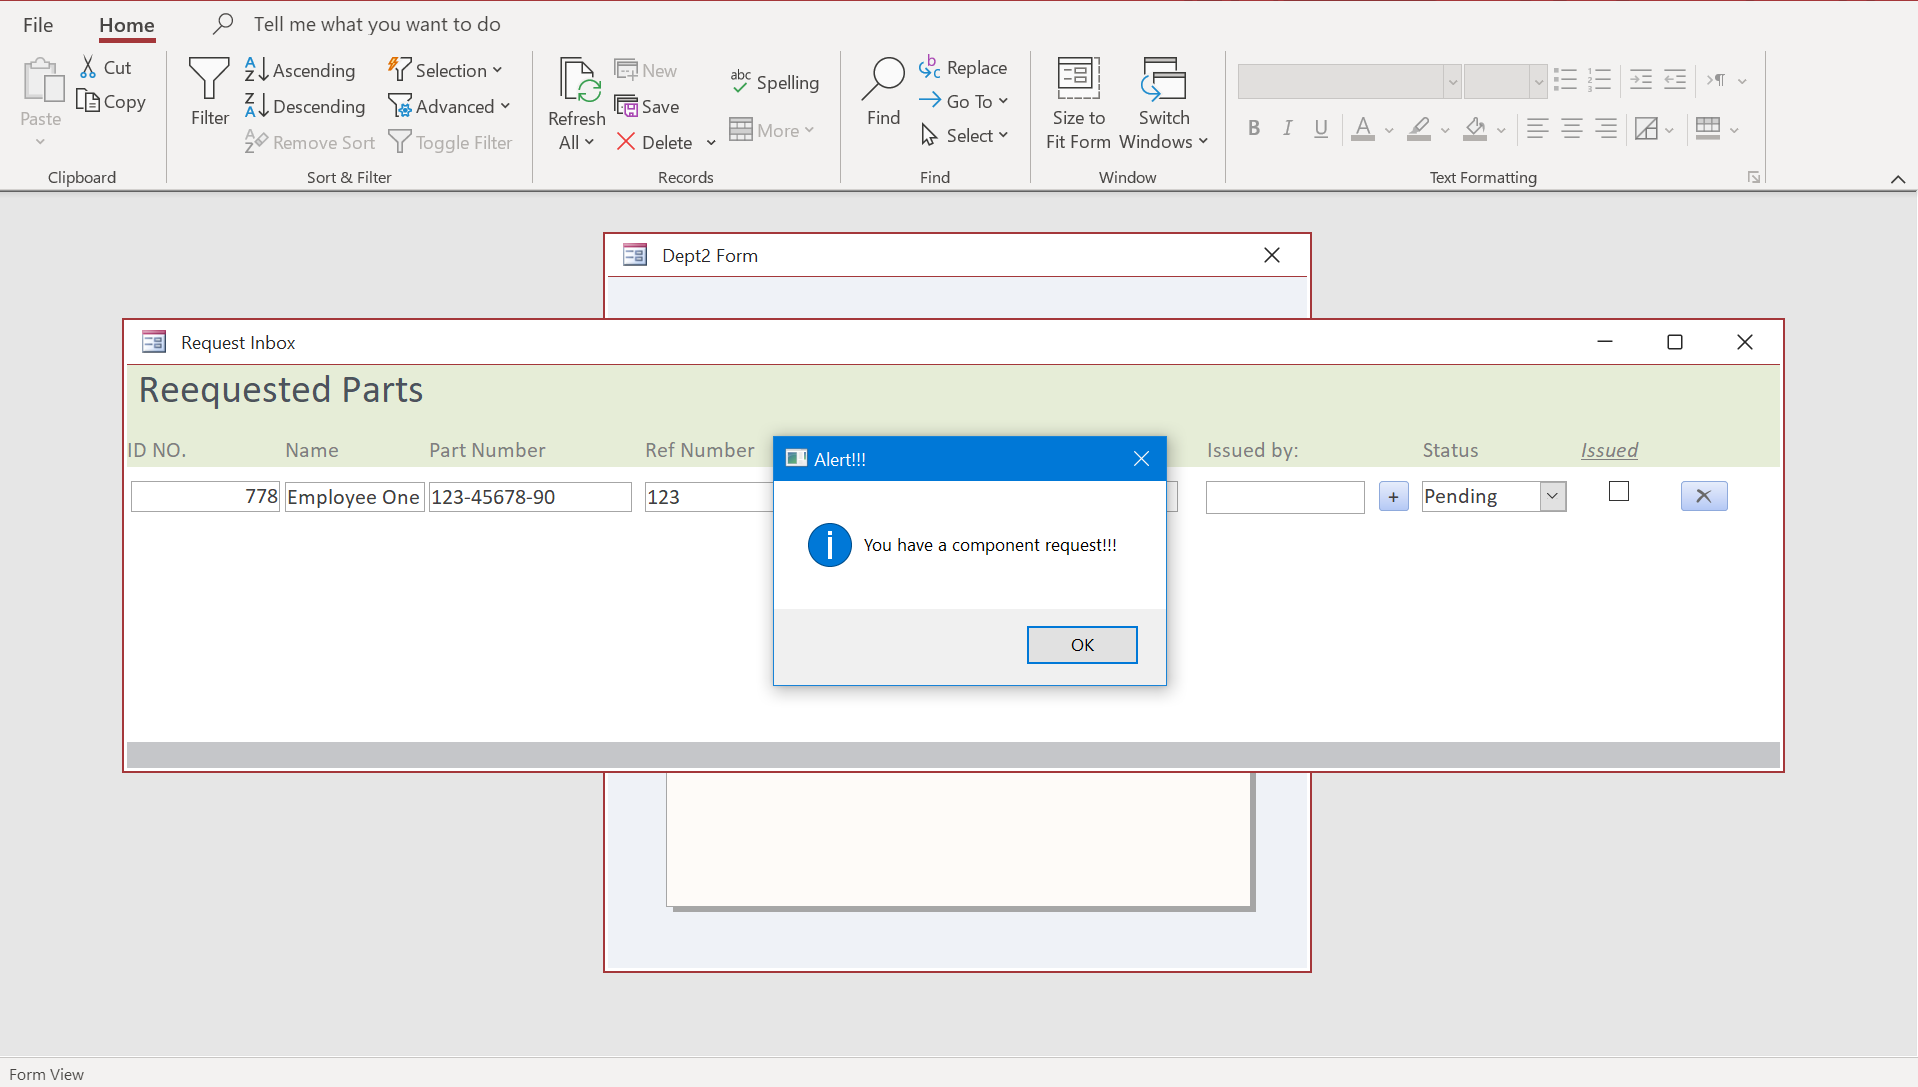 File Home Tell me what you want to do
Paste Cut Copy
Clipboard
Filter Ascending Descending Remove Sort Selection Advanced Toggle Filter
Sort & Filter
Refresh All New Save Delete Spelling More
Records
Find Replace Go To Select
Find
Size to Fit Form Switch Windows
Window
B I U A
Text Formatting
Dept2 Form
Request Inbox
Reequested Parts
ID NO. Name Part Number Ref Number Issued by: Status Issued
778 Employee One 123-45678-90 123 + Pending
Alert!!!
You have a component request!!!
OK
Form View